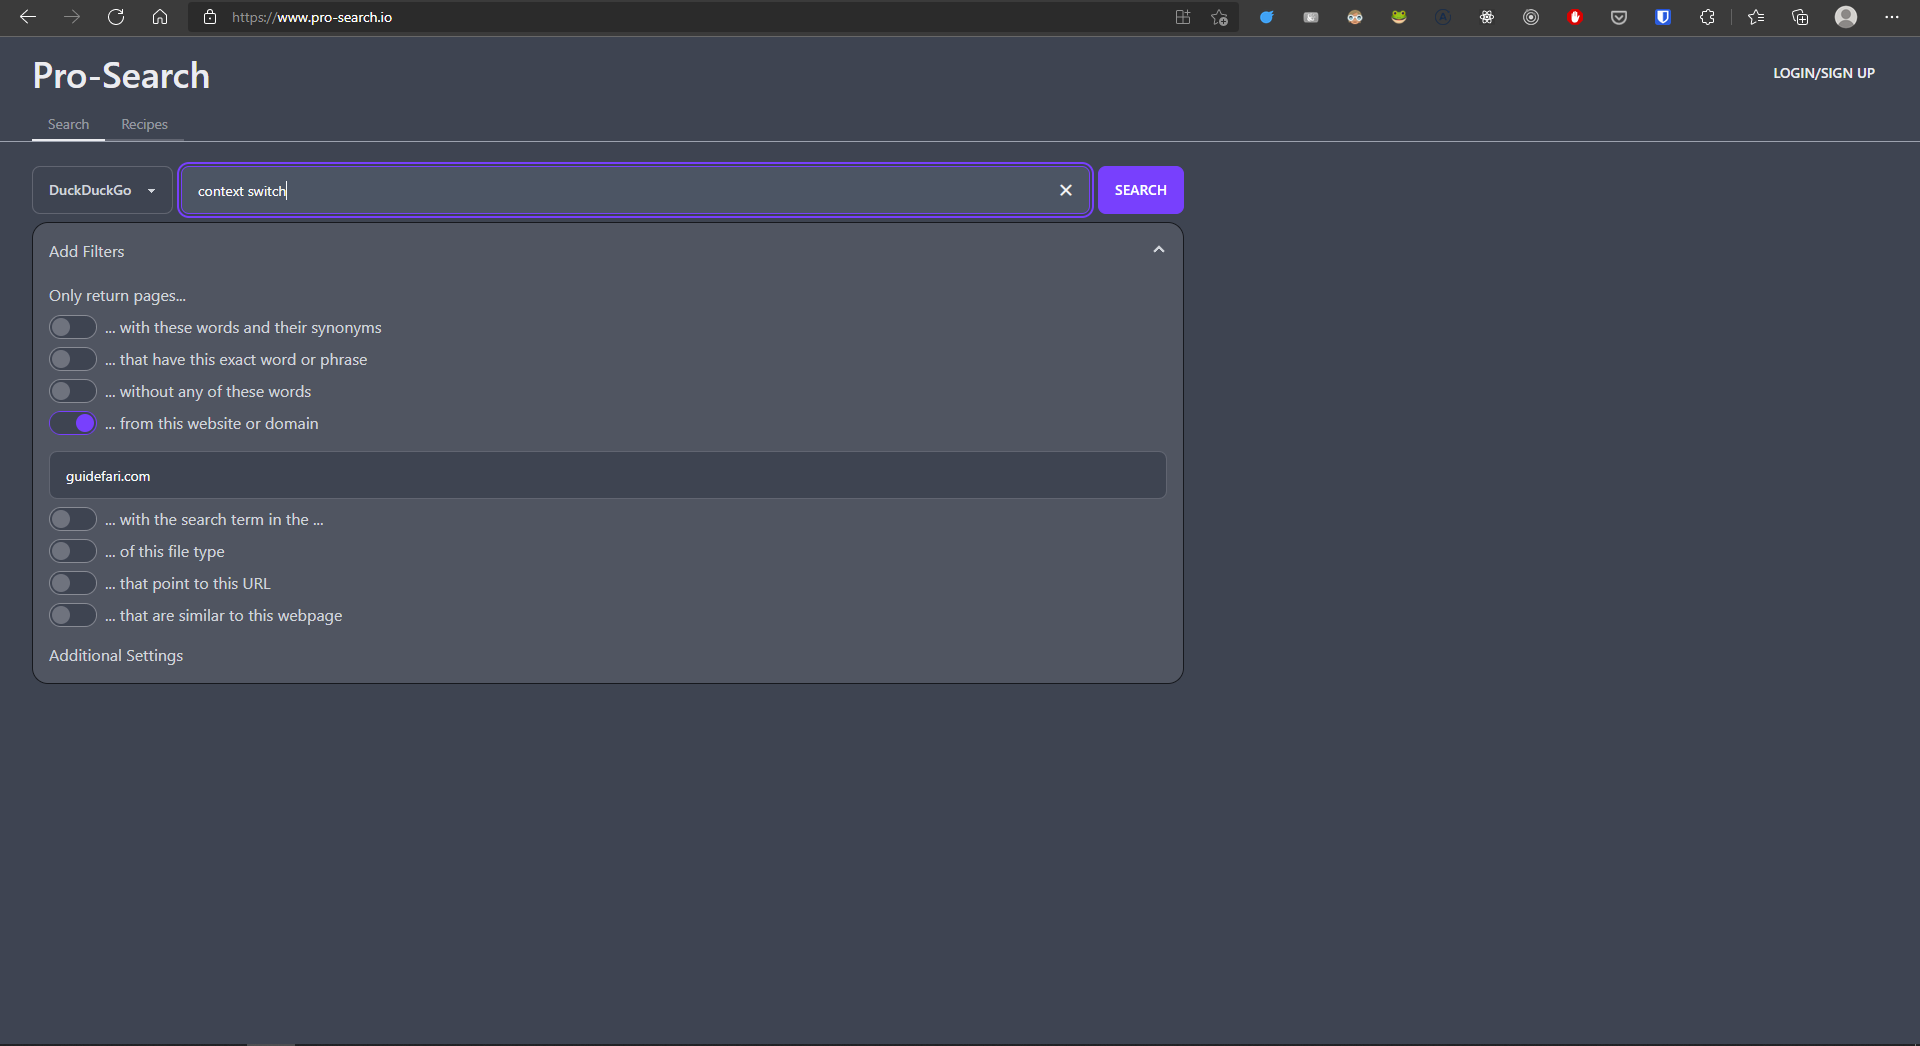 https://www.pro-search.io
Pro-Search
LOGIN/SIGN UP
Search Recipes
DuckDuckGo context switch SEARCH
Add Filters
Only return pages...
... with these words and their synonyms
... that have this exact word or phrase
... without any of these words
... from this website or domain
guidefari.com
... with the search term in the ...
... of this file type
... that point to this URL
... that are similar to this webpage
Additional Settings